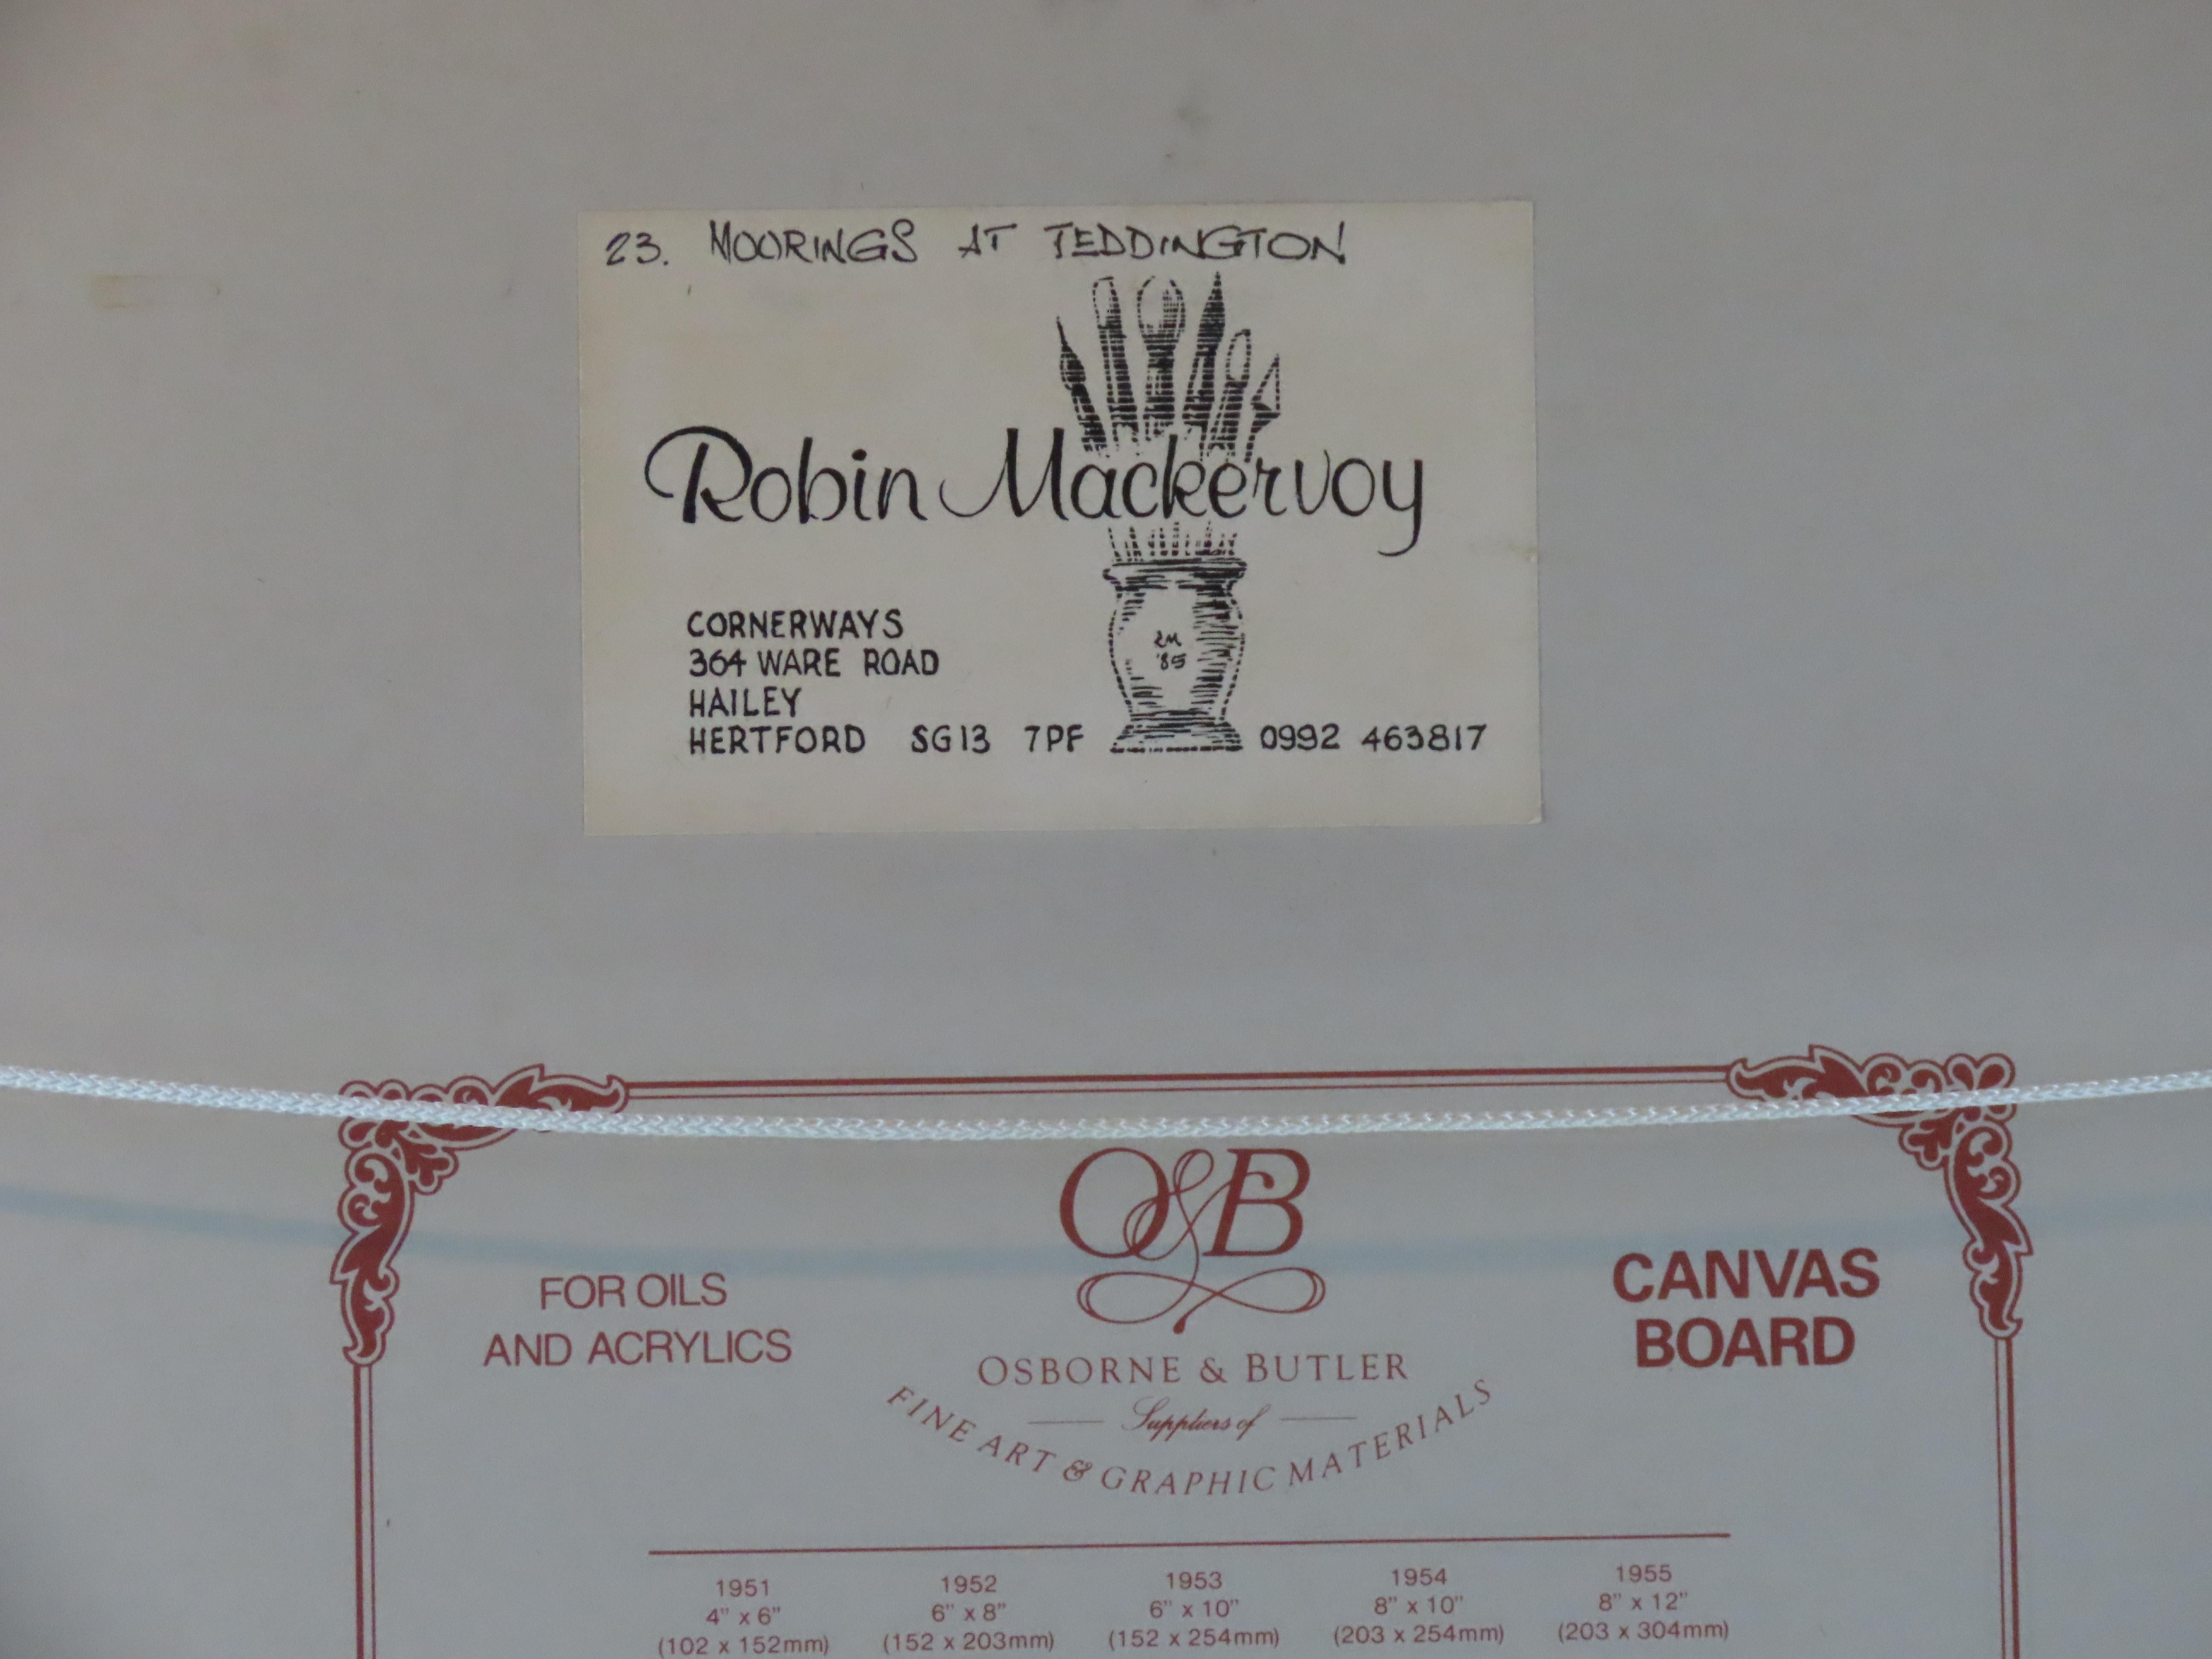 23. MOORINGS AT TEDDINGTON
Robin Mackervoy
RM
'85
CORNERWAYS
364 WARE ROAD
HAILEY
HERTFORD SG13 7PF 0992 463817
O&B
FOR OILS
AND ACRYLICS
CANVAS
BOARD
OSBORNE & BUTLER
Suppliers of
FINE ART & GRAPHIC MATERIALS
1951 1952 1953 1954 1955
4" x 6" 6" x 8" 6" x 10" 8" x 10" 8" x 12"
(102 x 152mm) (152 x 203mm) (152 x 254mm) (203 x 254mm) (203 x 304mm)